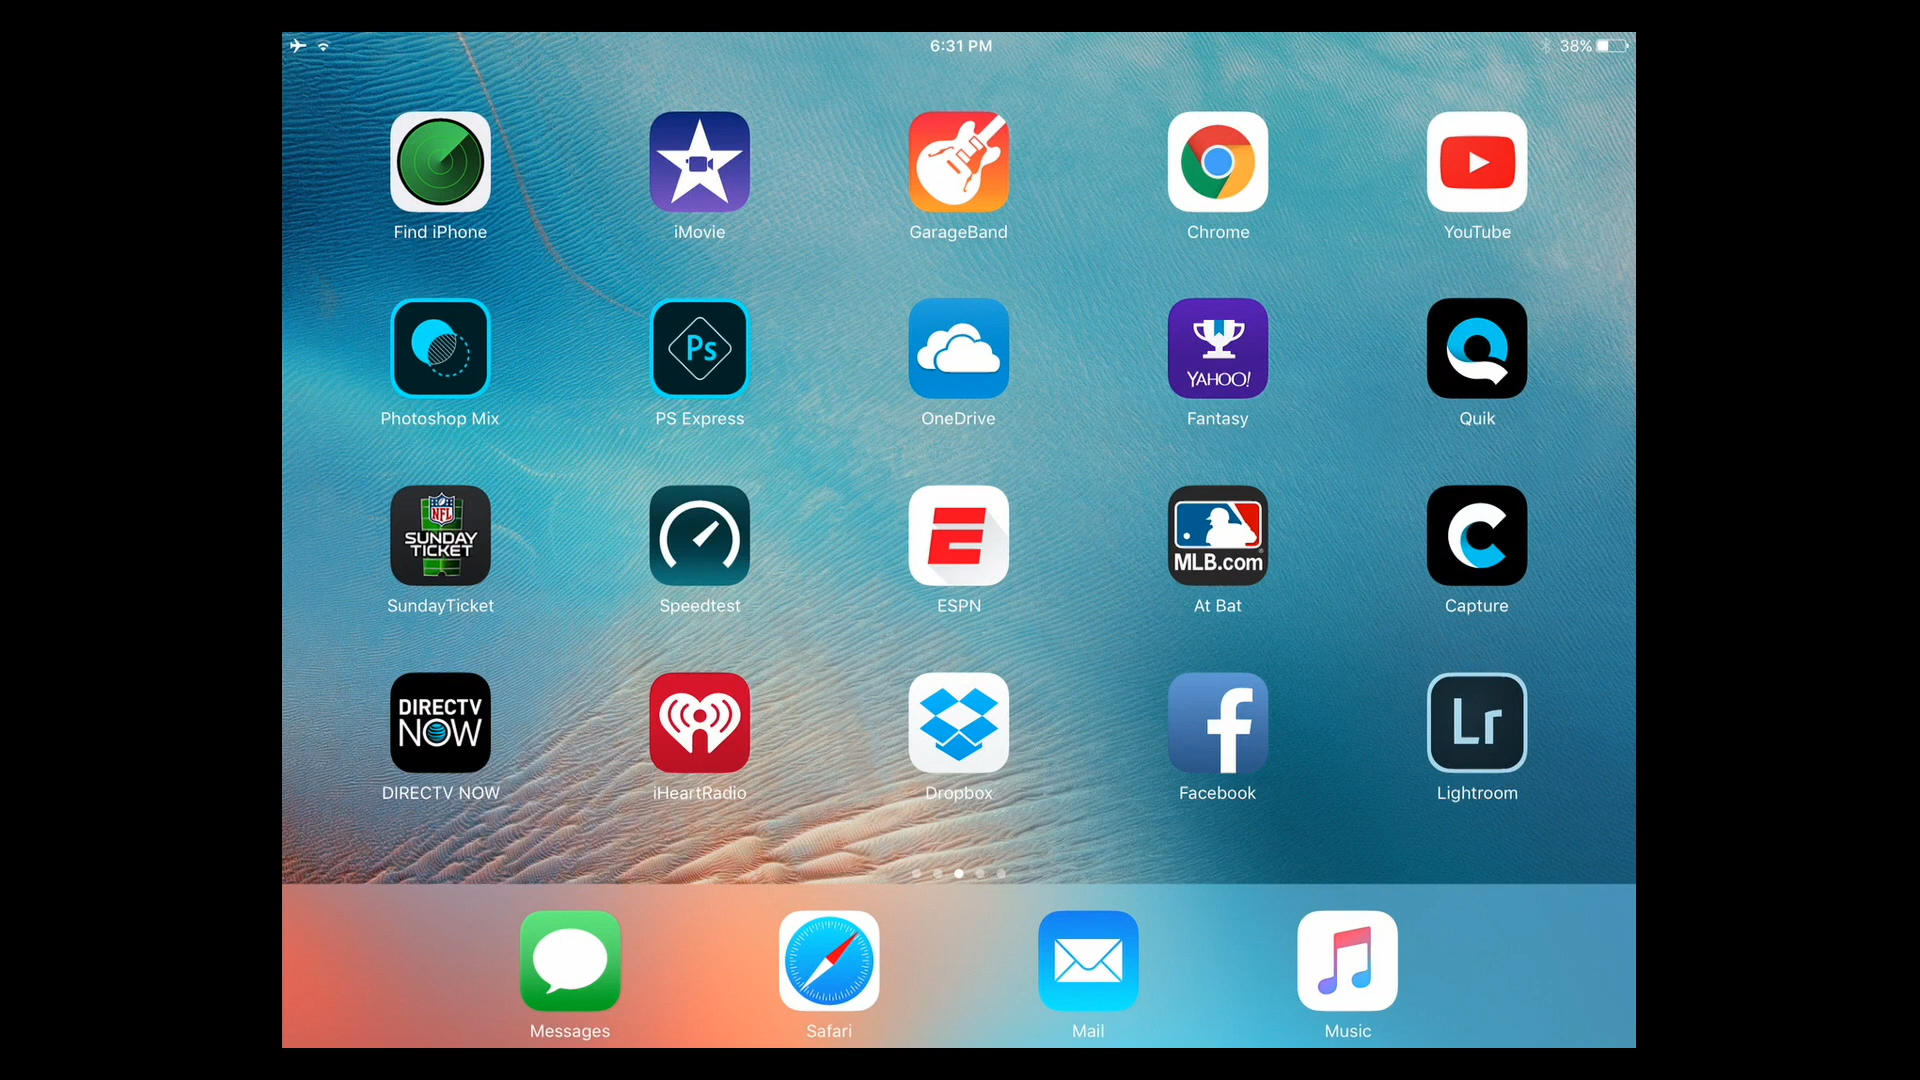 6:31 PM
38%
Find iPhone
iMovie
GarageBand
Chrome
YouTube
Ps
YAHOO!
Photoshop Mix
PS Express
OneDrive
Fantasy
Quik
NFL
SUNDAY
TICKET
E
MLB.com
C
SundayTicket
Speedtest
ESPN
At Bat
Capture
DIRECTV
NOW
f
Lr
DIRECTV NOW
iHeartRadio
Dropbox
Facebook
Lightroom
Messages
Safari
Mail
Music